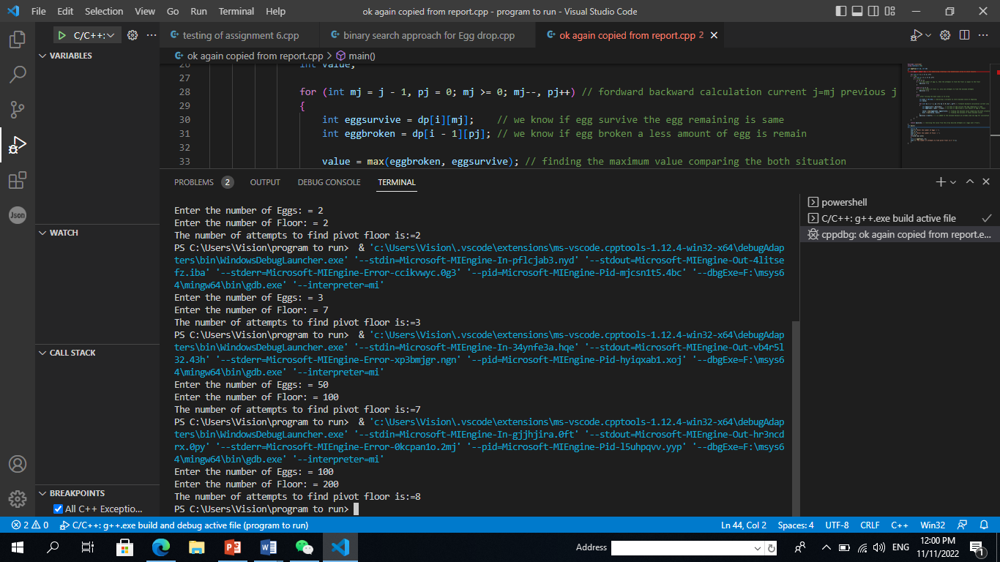 File Edit Selection View Go Run Terminal Help
ok again copied from report.cpp - program to run - Visual Studio Code
C/C++:
testing of assignment 6.cpp
binary search approach for Egg drop.cpp
ok again copied from report.cpp 2
VARIABLES
ok again copied from report.cpp > main()
26 int value;
27
28 for (int mj = j - 1, pj = 0; mj >= 0; mj--, pj++) // fordward backward calculation current j=mj previous j
29 {
30 int eggsurvive = dp[i][mj]; // we know if egg survive the egg remaining is same
31 int eggbroken = dp[i - 1][pj]; // we know if egg broken a less amount of egg is remain
32
33 value = max(eggbroken, eggsurvive); // finding the maximum value comparing the both situation
PROBLEMS 2 OUTPUT DEBUG CONSOLE TERMINAL
Enter the number of Eggs: = 2
Enter the number of Floor: = 2
The number of attempts to find pivot floor is:=2
PS C:\Users\Vision\program to run> & 'c:\Users\Vision\.vscode\extensions\ms-vscode.cpptools-1.12.4-win32-x64\debugAdap
ters\bin\WindowsDebugLauncher.exe' '--stdin=Microsoft-MIEngine-In-pflcjab3.nyd' '--stdout=Microsoft-MIEngine-Out-4litse
fz.iba' '--stderr=Microsoft-MIEngine-Error-ccikvwyc.0g3' '--pid=Microsoft-MIEngine-Pid-mjcsn1t5.4bc' '--dbgExe=F:\msys6
4\mingw64\bin\gdb.exe' '--interpreter=mi'
Enter the number of Eggs: = 3
Enter the number of Floor: = 7
The number of attempts to find pivot floor is:=3
PS C:\Users\Vision\program to run> & 'c:\Users\Vision\.vscode\extensions\ms-vscode.cpptools-1.12.4-win32-x64\debugAdap
ters\bin\WindowsDebugLauncher.exe' '--stdin=Microsoft-MIEngine-In-34ynfe3a.hqe' '--stdout=Microsoft-MIEngine-Out-vb4r5l
32.43h' '--stderr=Microsoft-MIEngine-Error-xp3bmjgr.ngn' '--pid=Microsoft-MIEngine-Pid-hyiqxab1.xoj' '--dbgExe=F:\msys6
4\mingw64\bin\gdb.exe' '--interpreter=mi'
Enter the number of Eggs: = 50
Enter the number of Floor: = 100
The number of attempts to find pivot floor is:=7
PS C:\Users\Vision\program to run> & 'c:\Users\Vision\.vscode\extensions\ms-vscode.cpptools-1.12.4-win32-x64\debugAdap
ters\bin\WindowsDebugLauncher.exe' '--stdin=Microsoft-MIEngine-In-gjjhjira.0ft' '--stdout=Microsoft-MIEngine-Out-hr3ncd
rx.0py' '--stderr=Microsoft-MIEngine-Error-0kcpan1o.2mj' '--pid=Microsoft-MIEngine-Pid-l5uhpqvv.yyp' '--dbgExe=F:\msys6
4\mingw64\bin\gdb.exe' '--interpreter=mi'
Enter the number of Eggs: = 100
Enter the number of Floor: = 200
The number of attempts to find pivot floor is:=8
PS C:\Users\Vision\program to run>
powershell
C/C++: g++.exe build active file
cppdbg: ok again copied from report.e...
Json
WATCH
CALL STACK
BREAKPOINTS
All C++ Exceptio...
2 0 C/C++: g++.exe build and debug active file (program to run)
Ln 44, Col 2 Spaces: 4 UTF-8 CRLF C++ Win32
Address
ENG
12:00 PM
11/11/2022
1